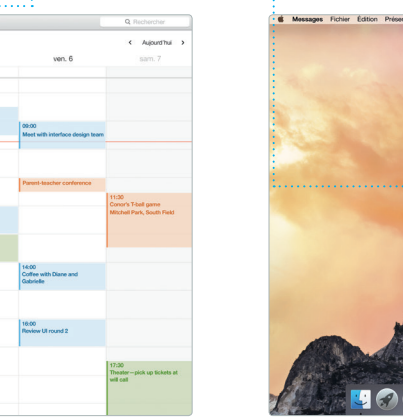 Rechercher
Aujourd'hui
ven. 6
sam. 7
09:00
Meet with interface design team
Parent-teacher conference
11:30
Conor's T-ball game
Mitchell Park, South Field
14:00
Coffee with Diane and
Gabrielle
16:00
Review UI round 2
17:30
Theater—pick up tickets at
will call
Messages Fichier Édition